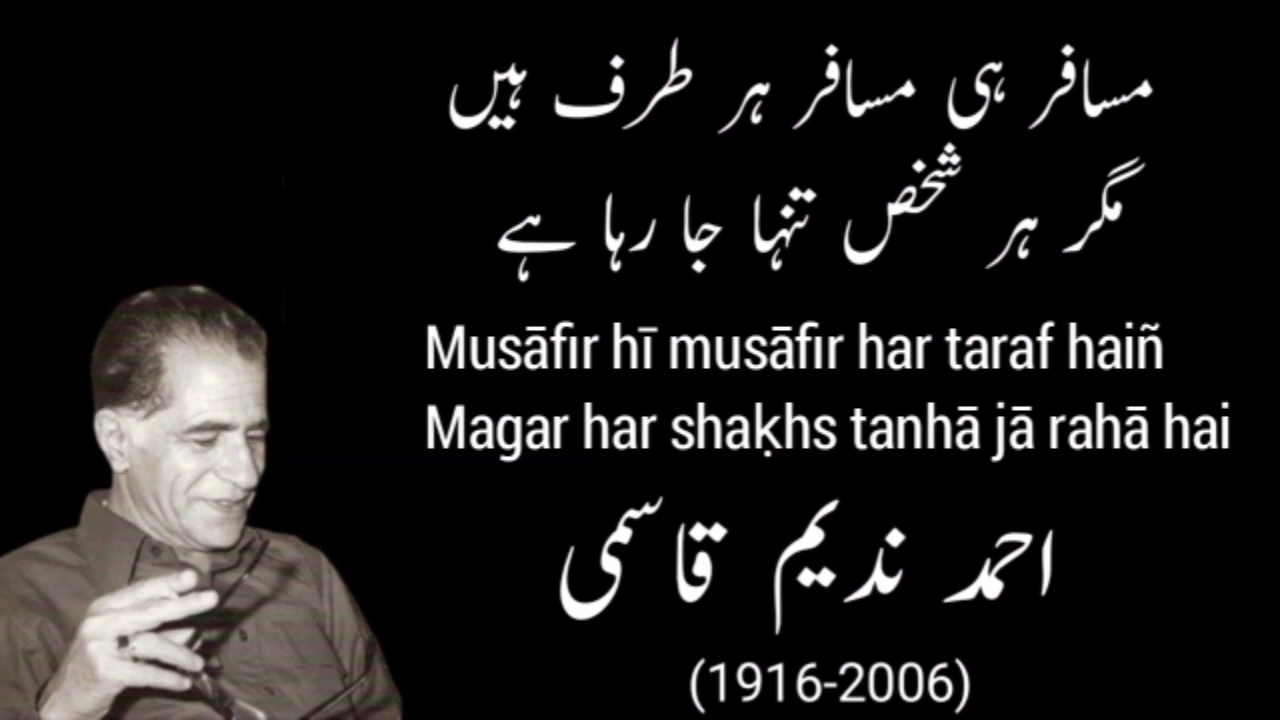 مسافر ہی مسافر ہر طرف ہیں
مگر ہر شخص تنہا جا رہا ہے
Musāfir hī musāfir har taraf haiñ
Magar har shaḳhs tanhā jā rahā hai
احمد ندیم قاسمی
(1916-2006)